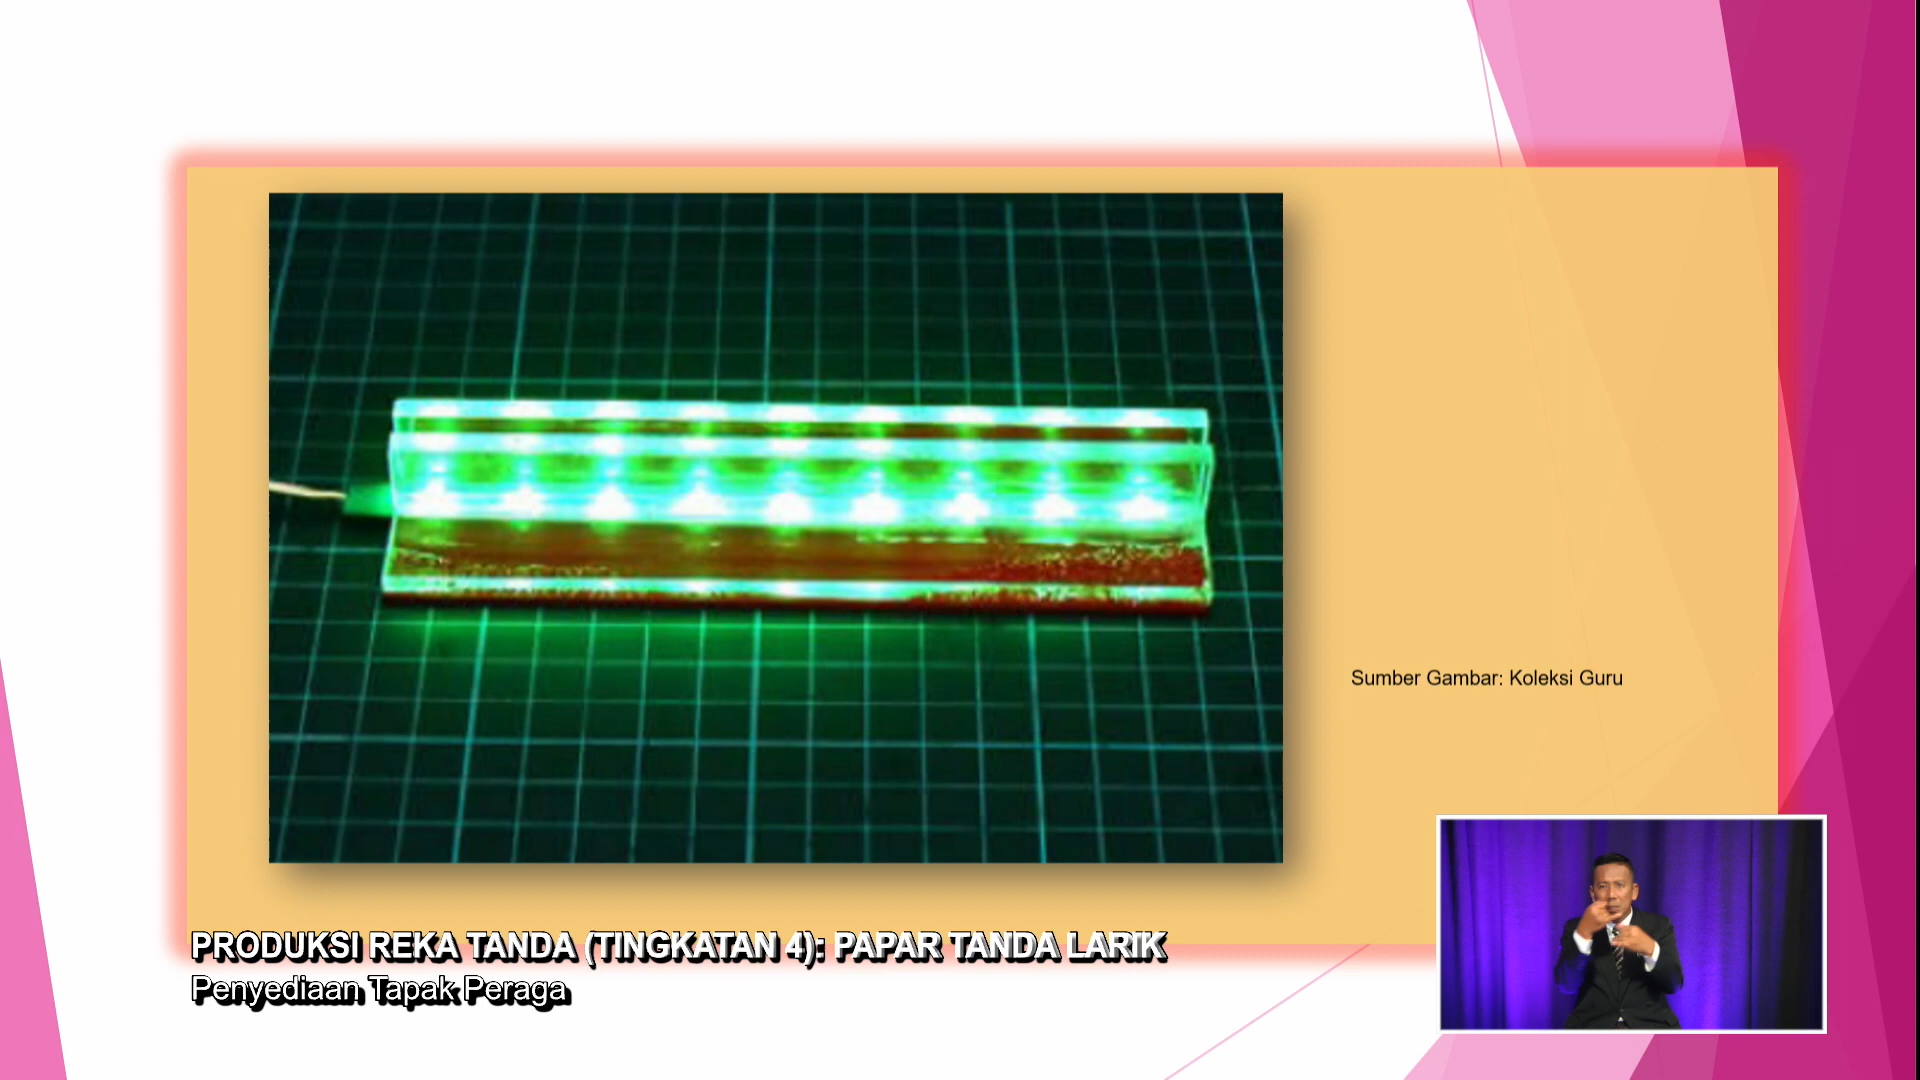 Sumber Gambar: Koleksi Guru
PRODUKSI REKA TANDA (TINGKATAN 4): PAPAR TANDA LARIK
Penyediaan Tapak Peraga